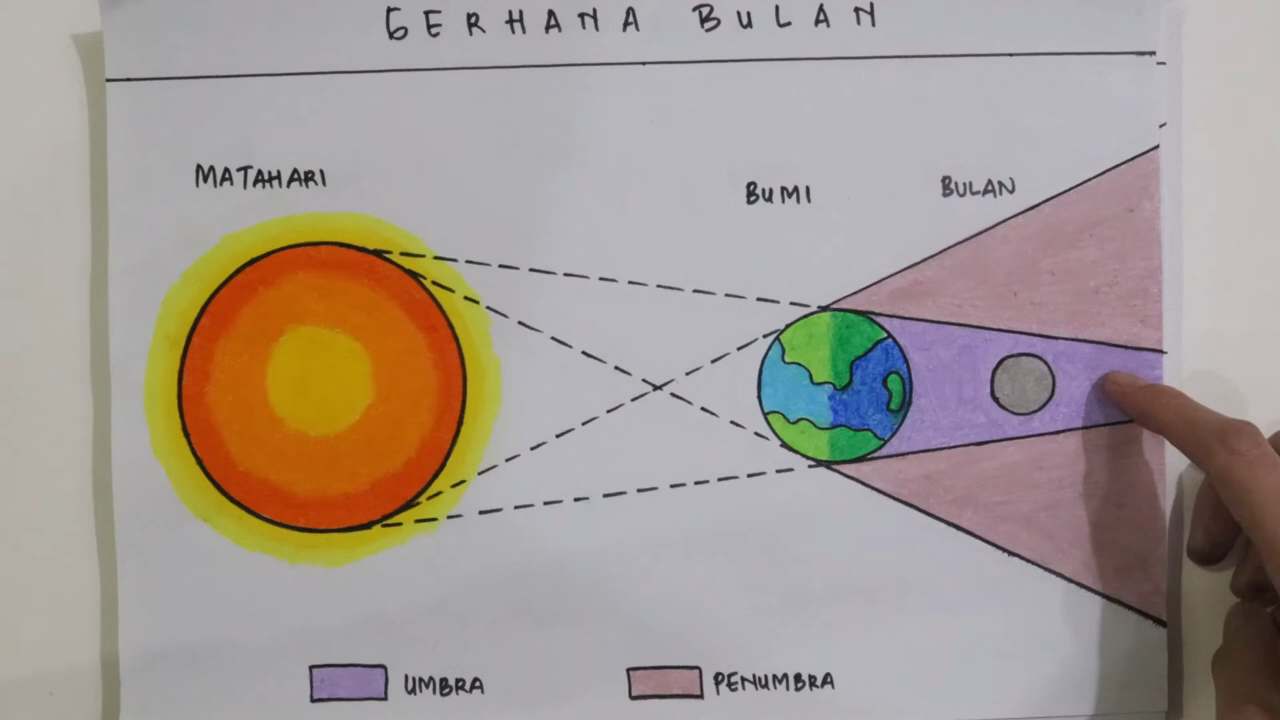 GERHANA BULAN
MATAHARI
BUMI
BULAN
UMBRA
PENUMBRA